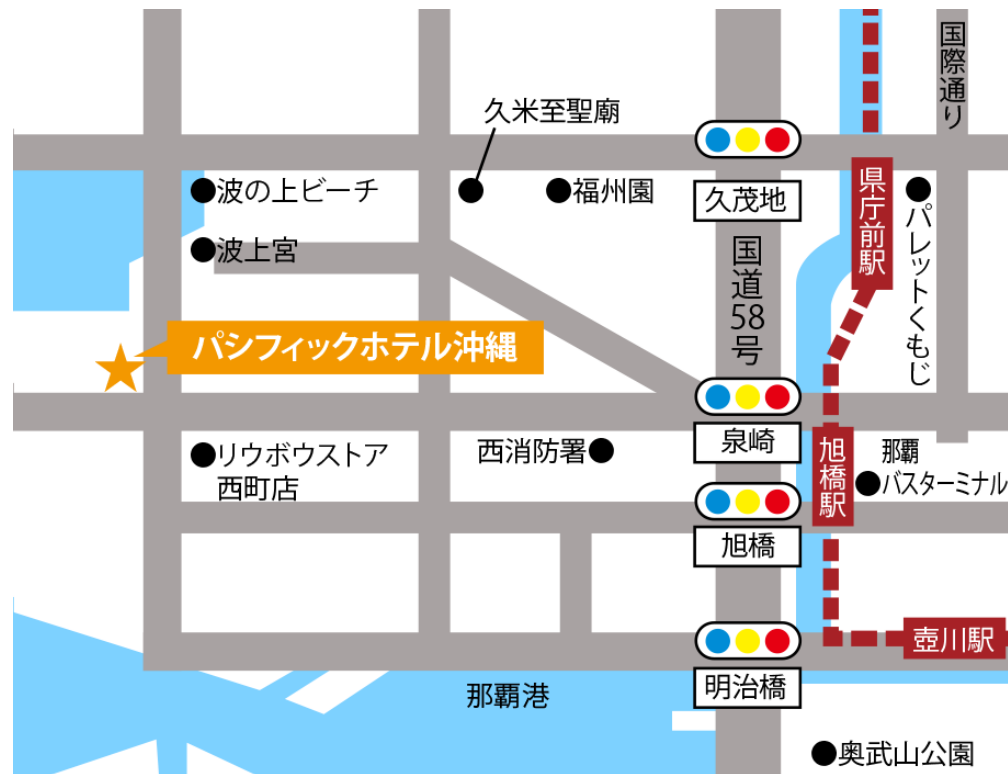 国際通り
久米至聖廟
波の上ビーチ
福州園
久茂地
県庁前駅
パレットくもじ
波上宮
国道58号
パシフィックホテル沖縄
泉崎
リウボウストア
西町店
西消防署
旭橋駅
那覇
バスターミナル
旭橋
壺川駅
明治橋
那覇港
奥武山公園